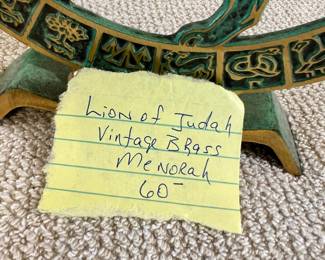 Lion of Judah
Vintage Brass
Menorah
60-